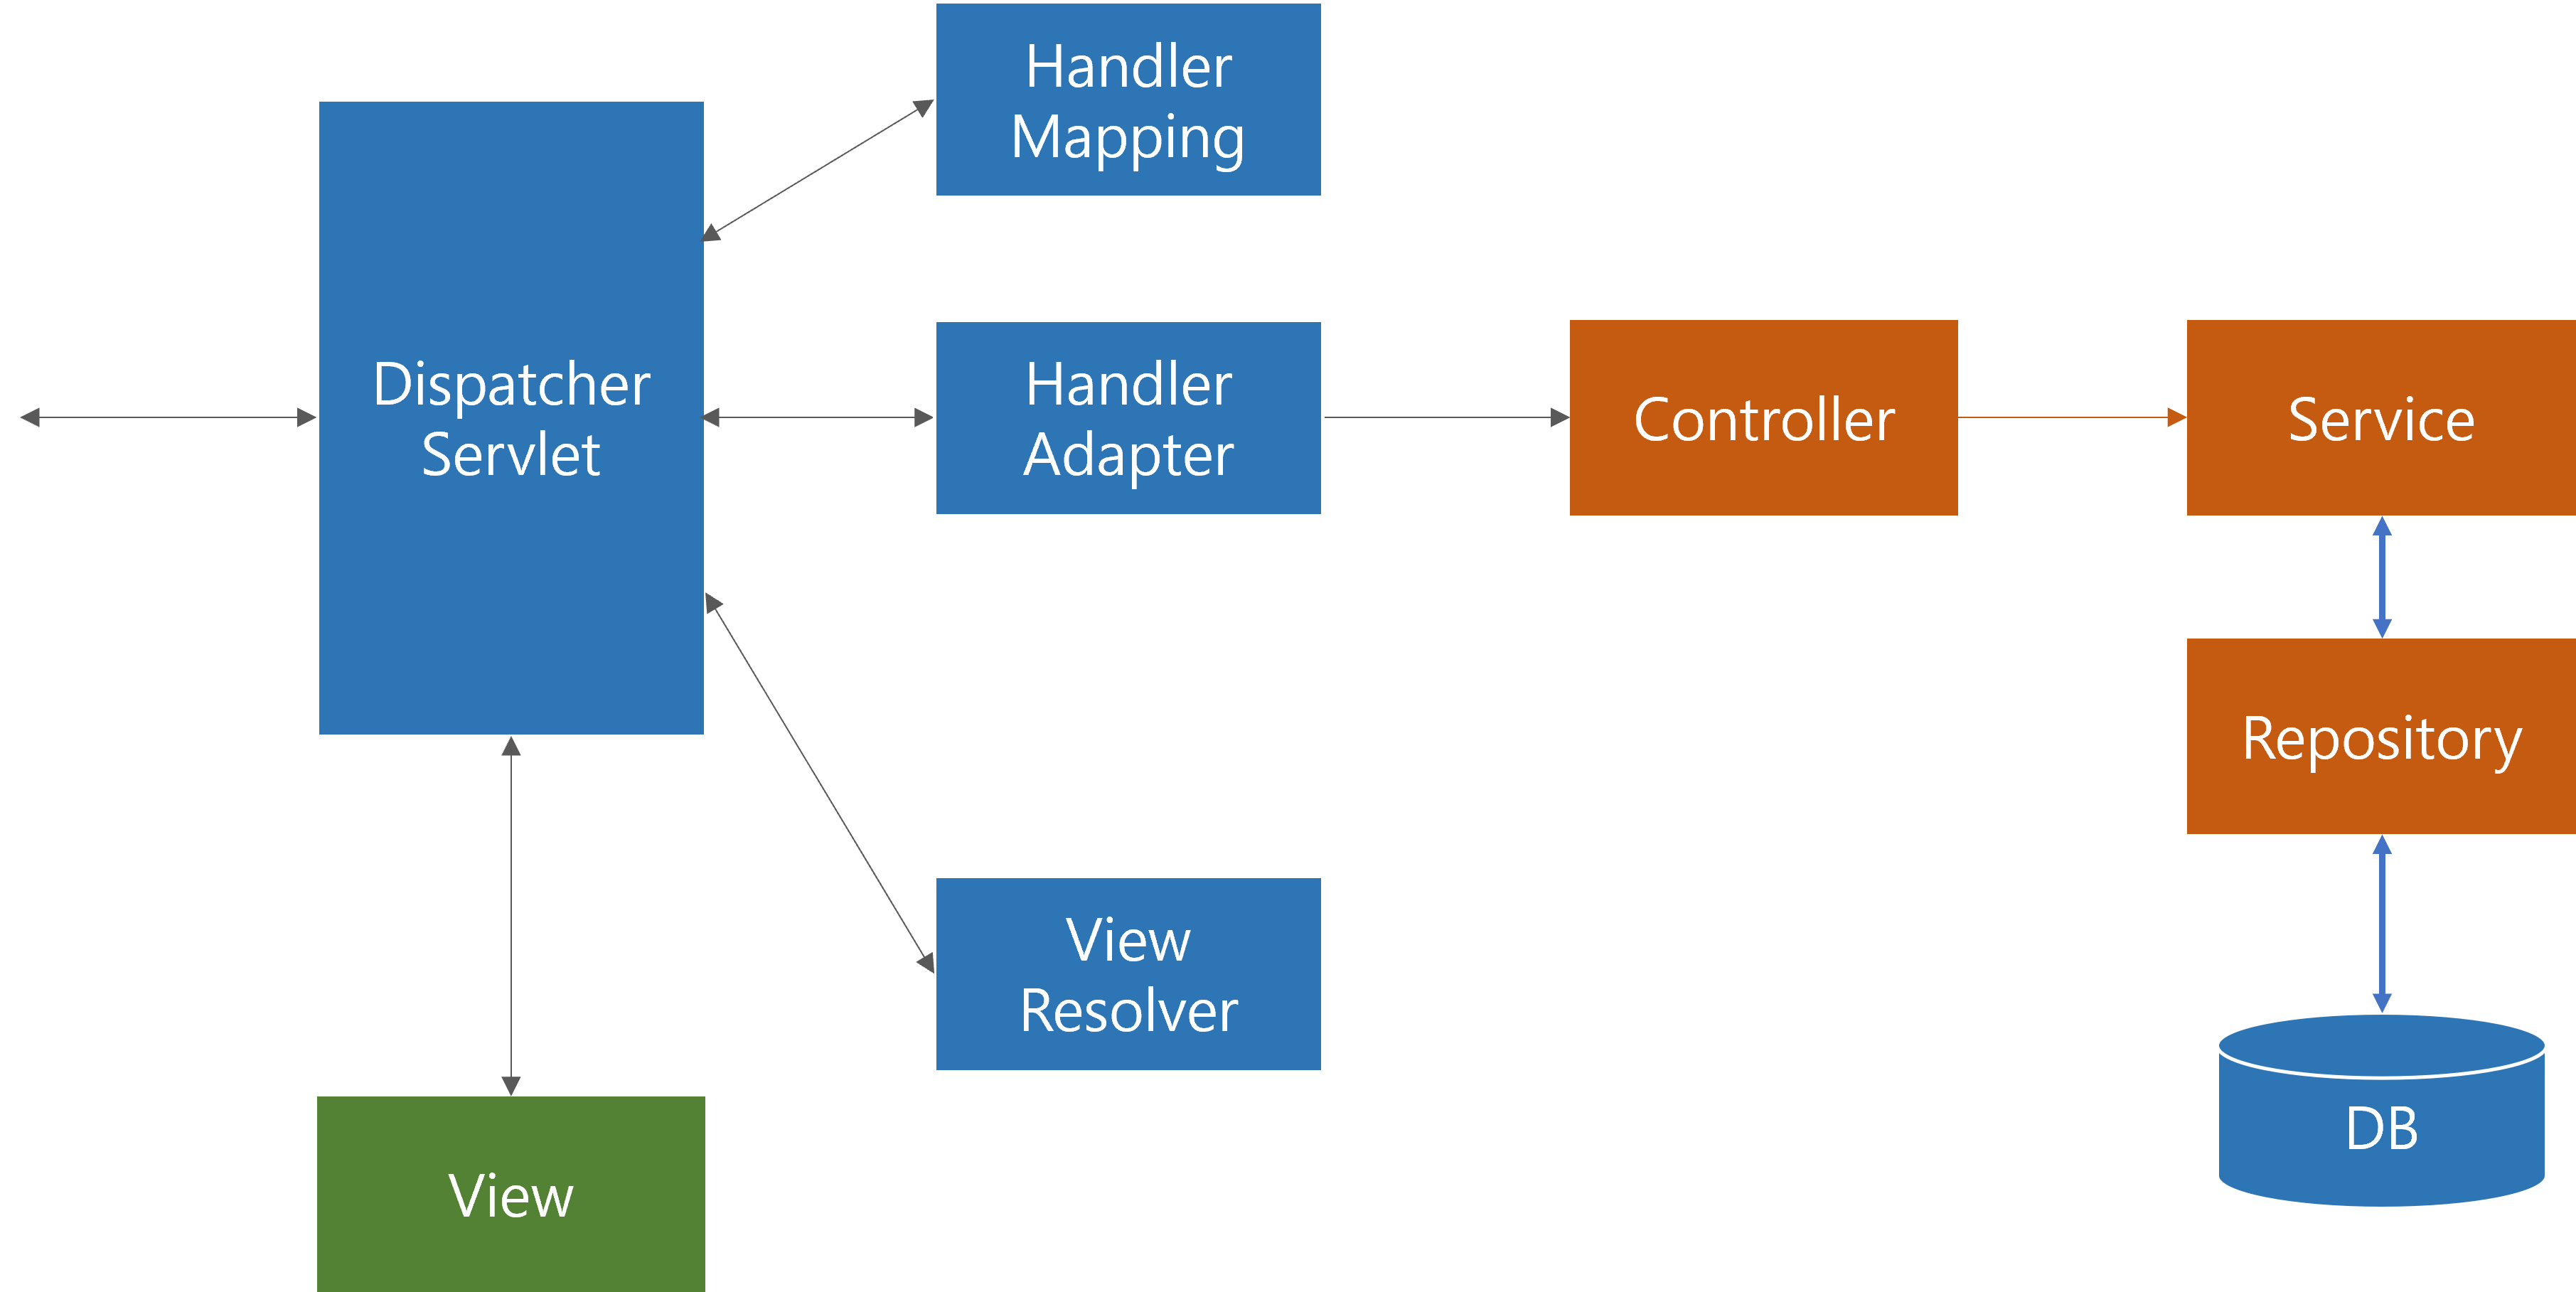 Handler
Mapping
Dispatcher
Servlet
Handler
Adapter
Controller
Service
Repository
View
Resolver
DB
View